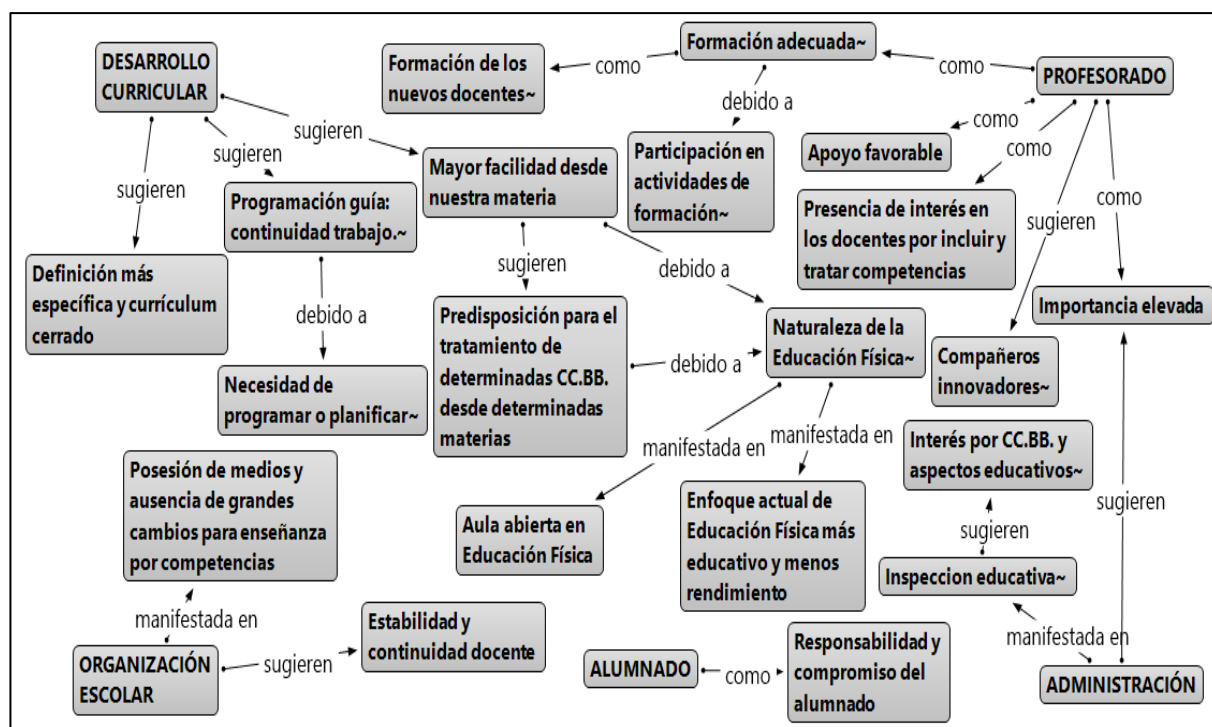 DESARROLLO
CURRICULAR
Formación de los
nuevos docentes~
como
Formación adecuada~
como
PROFESORADO
debido a
sugieren
sugieren
sugieren
Mayor facilidad desde
nuestra materia
Participación en
actividades de
formación~
como
Apoyo favorable
como
como
sugieren
Programación guía:
continuidad trabajo.~
Presencia de interés en
los docentes por incluir y
tratar competencias
Definición más
específica y currículum
cerrado
debido a
sugieren
debido a
Importancia elevada
Predisposición para el
tratamiento de
determinadas CC.BB.
desde determinadas
materias
debido a
Naturaleza de la
Educación Física~
Compañeros
innovadores~
Necesidad de
programar o planificar~
manifestada en
manifestada en
Interés por CC.BB. y
aspectos educativos~
Posesión de medios y
ausencia de grandes
cambios para enseñanza
por competencias
Aula abierta en
Educación Física
Enfoque actual de
Educación Física más
educativo y menos
rendimiento
sugieren
sugieren
Inspeccion educativa~
manifestada en
manifestada en
Estabilidad y
continuidad docente
ORGANIZACIÓN
ESCOLAR
sugieren
ALUMNADO
como
Responsabilidad y
compromiso del
alumnado
ADMINISTRACIÓN